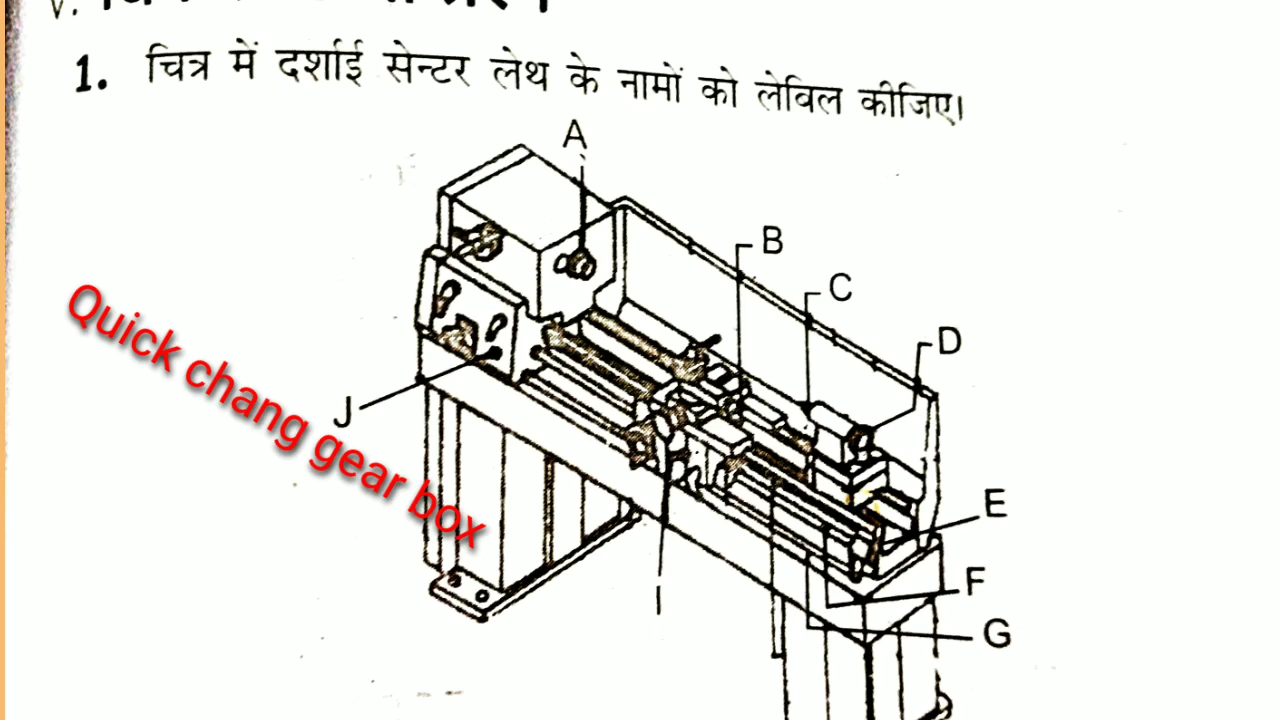 V.
1. चित्र में दर्शाई सेन्टर लेथ के नामों को लेविल कीजिए।
A
B
C
D
Quick chang gear box
J
E
F
I
G